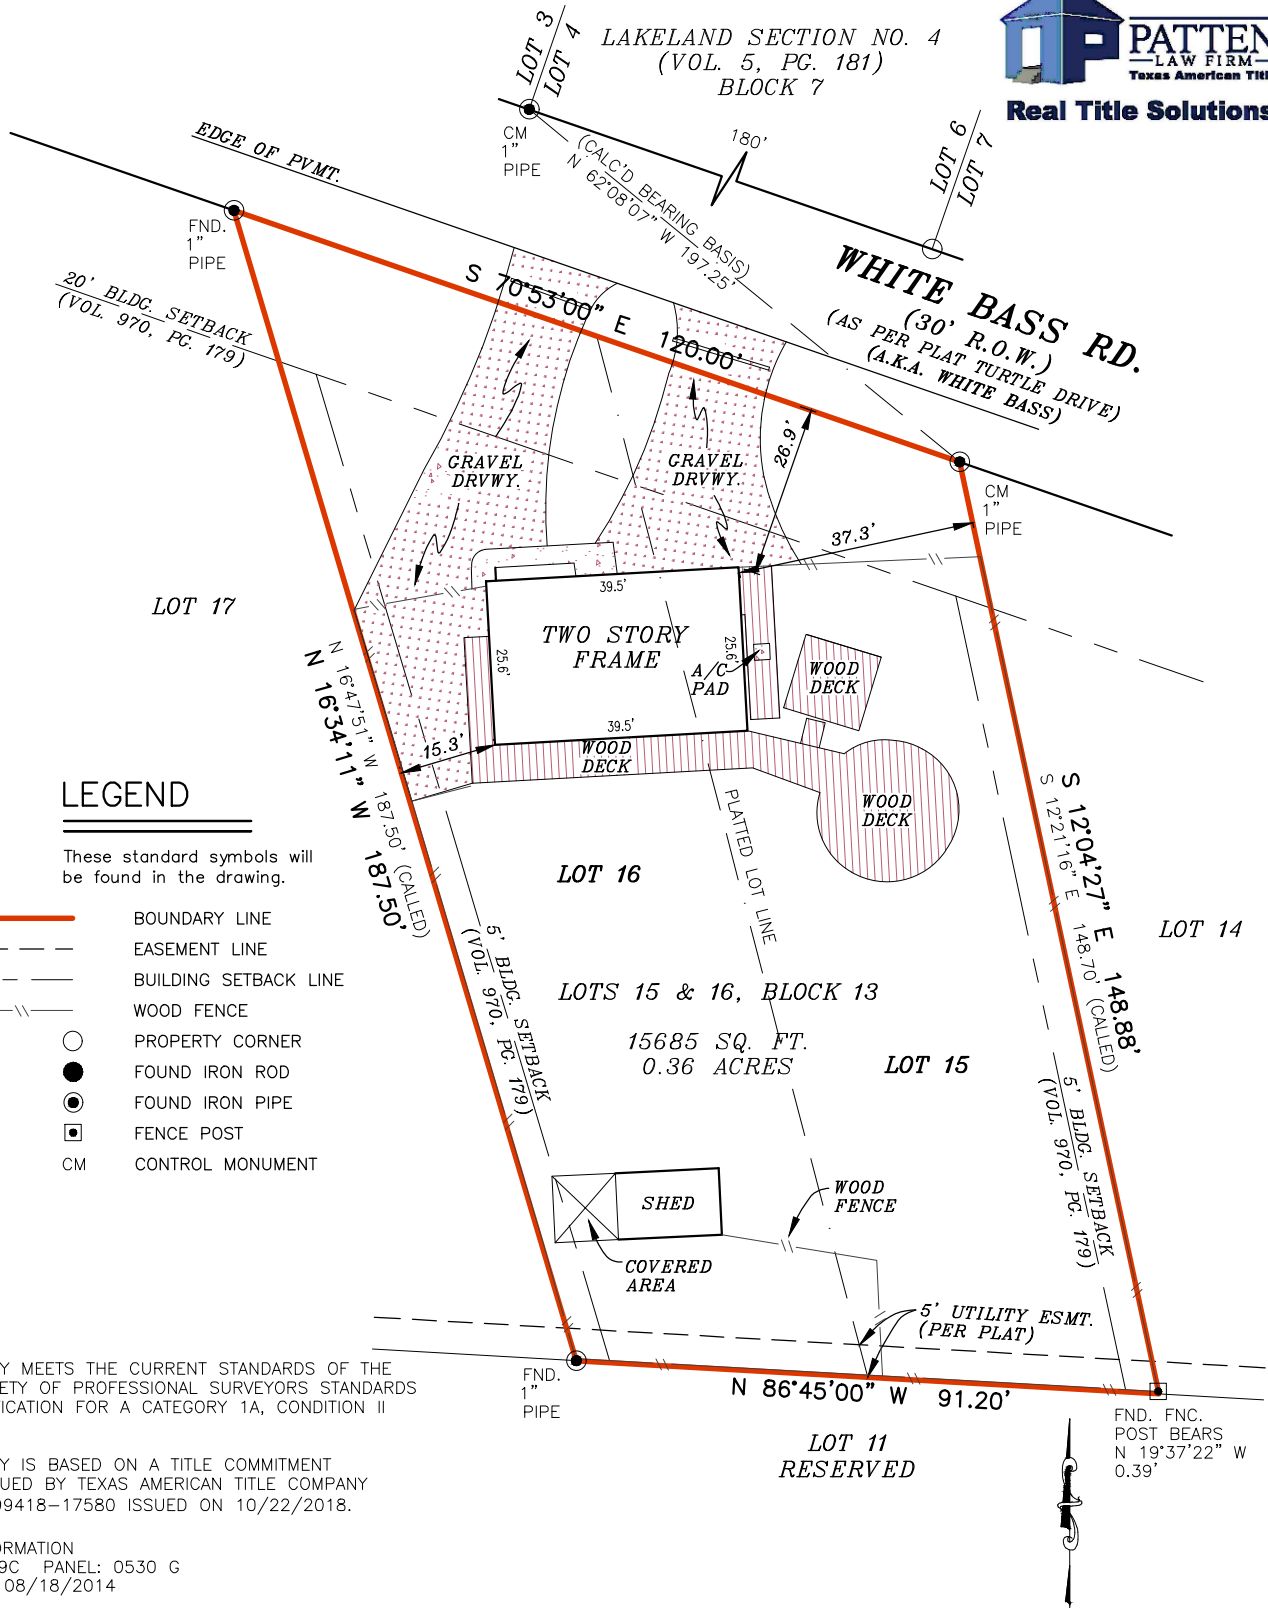 LAKELAND SECTION NO. 4
(VOL. 5, PG. 181)
BLOCK 7
LOT 3
LOT 4
PATTEN
LAW FIRM
Texas American Titl
Real Title Solutions
EDGE OF PVMT.
CM
1"
PIPE
180'
LOT 6
LOT 7
(CALC'D BEARING BASIS)
N 62°08'07" W 197.25'
FND.
1"
PIPE
WHITE BASS RD.
(30' R.O.W.)
(AS PER PLAT TURTLE DRIVE)
(A.K.A. WHITE BASS)
20' BLDG. SETBACK
(VOL. 970, PG. 179)
S 70°53'00" E 120.00'
GRAVEL
DRVWY.
GRAVEL
DRVWY.
26.9'
CM
1"
PIPE
37.3'
LOT 17
39.5'
TWO STORY
FRAME
25.6'
25.6'
39.5'
A/C
PAD
WOOD
DECK
WOOD
DECK
WOOD
DECK
15.3'
N 16°47'51" W 187.50' (CALLED)
N 16°34'11" W 187.50'
S 12°04'27" E 148.88'
S 12°21'16" E 148.70' (CALLED)
PLATTED LOT LINE
LOT 16
LOT 14
LOTS 15 & 16, BLOCK 13
15685 SQ. FT.
0.36 ACRES
LOT 15
5' BLDG. SETBACK
(VOL. 970, PG. 179)
5' BLDG. SETBACK
(VOL. 970, PG. 179)
LEGEND
These standard symbols will
be found in the drawing.
BOUNDARY LINE
EASEMENT LINE
BUILDING SETBACK LINE
WOOD FENCE
PROPERTY CORNER
FOUND IRON ROD
FOUND IRON PIPE
FENCE POST
CM CONTROL MONUMENT
SHED
COVERED
AREA
WOOD
FENCE
5' UTILITY ESMT.
(PER PLAT)
FND.
1"
PIPE
N 86°45'00" W 91.20'
LOT 11
RESERVED
FND. FNC.
POST BEARS
N 19°37'22" W
0.39'
Y MEETS THE CURRENT STANDARDS OF THE
ETY OF PROFESSIONAL SURVEYORS STANDARDS
ICATION FOR A CATEGORY 1A, CONDITION II
Y IS BASED ON A TITLE COMMITMENT
UED BY TEXAS AMERICAN TITLE COMPANY
09418-17580 ISSUED ON 10/22/2018.
ORMATION
9C PANEL: 0530 G
08/18/2014